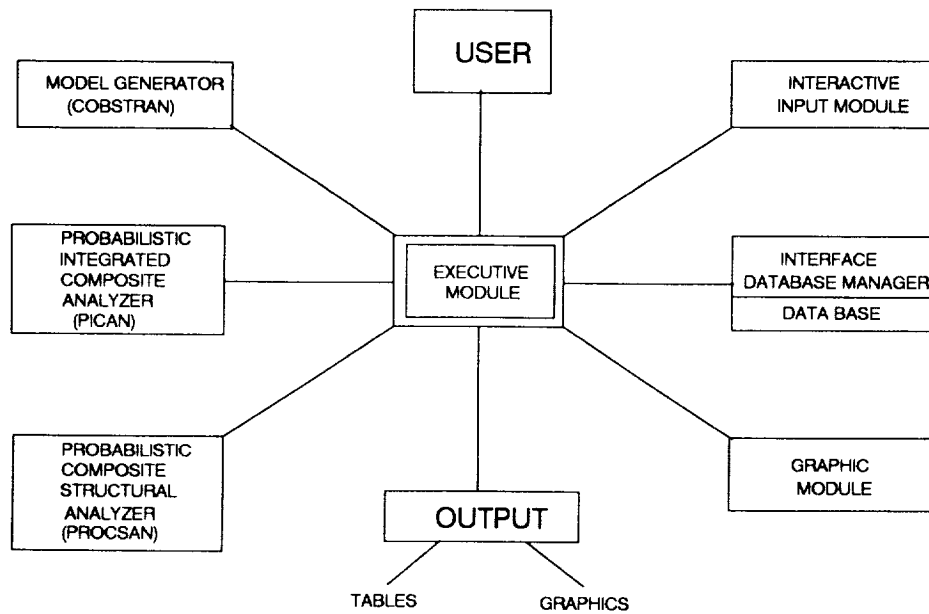 USER
MODEL GENERATOR
(COBSTRAN)
INTERACTIVE
INPUT MODULE
PROBABILISTIC
INTEGRATED
COMPOSITE
ANALYZER
(PICAN)
EXECUTIVE
MODULE
INTERFACE
DATABASE MANAGER
DATA BASE
PROBABILISTIC
COMPOSITE
STRUCTURAL
ANALYZER
(PROCSAN)
GRAPHIC
MODULE
OUTPUT
TABLES
GRAPHICS